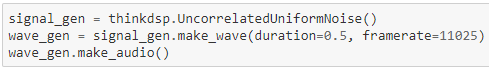 signal_gen = thinkdsp.UncorrelatedUniformNoise()
wave_gen = signal_gen.make_wave(duration=0.5, framerate=11025)
wave_gen.make_audio()